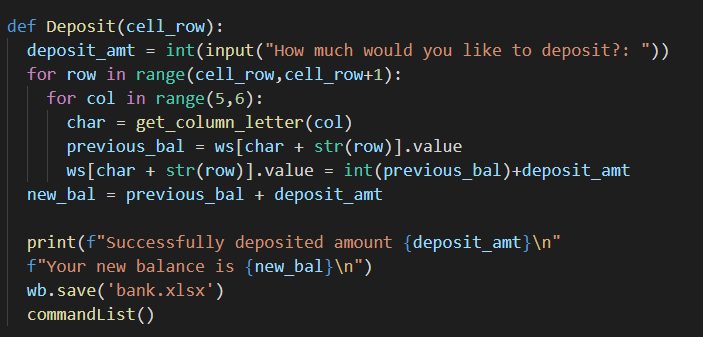 def Deposit(cell_row):
  deposit_amt = int(input("How much would you like to deposit?: "))
  for row in range(cell_row,cell_row+1):
    for col in range(5,6):
      char = get_column_letter(col)
      previous_bal = ws[char + str(row)].value
      ws[char + str(row)].value = int(previous_bal)+deposit_amt
  new_bal = previous_bal + deposit_amt

  print(f"Successfully deposited amount {deposit_amt}\n"
  f"Your new balance is {new_bal}\n")
  wb.save('bank.xlsx')
  commandList()